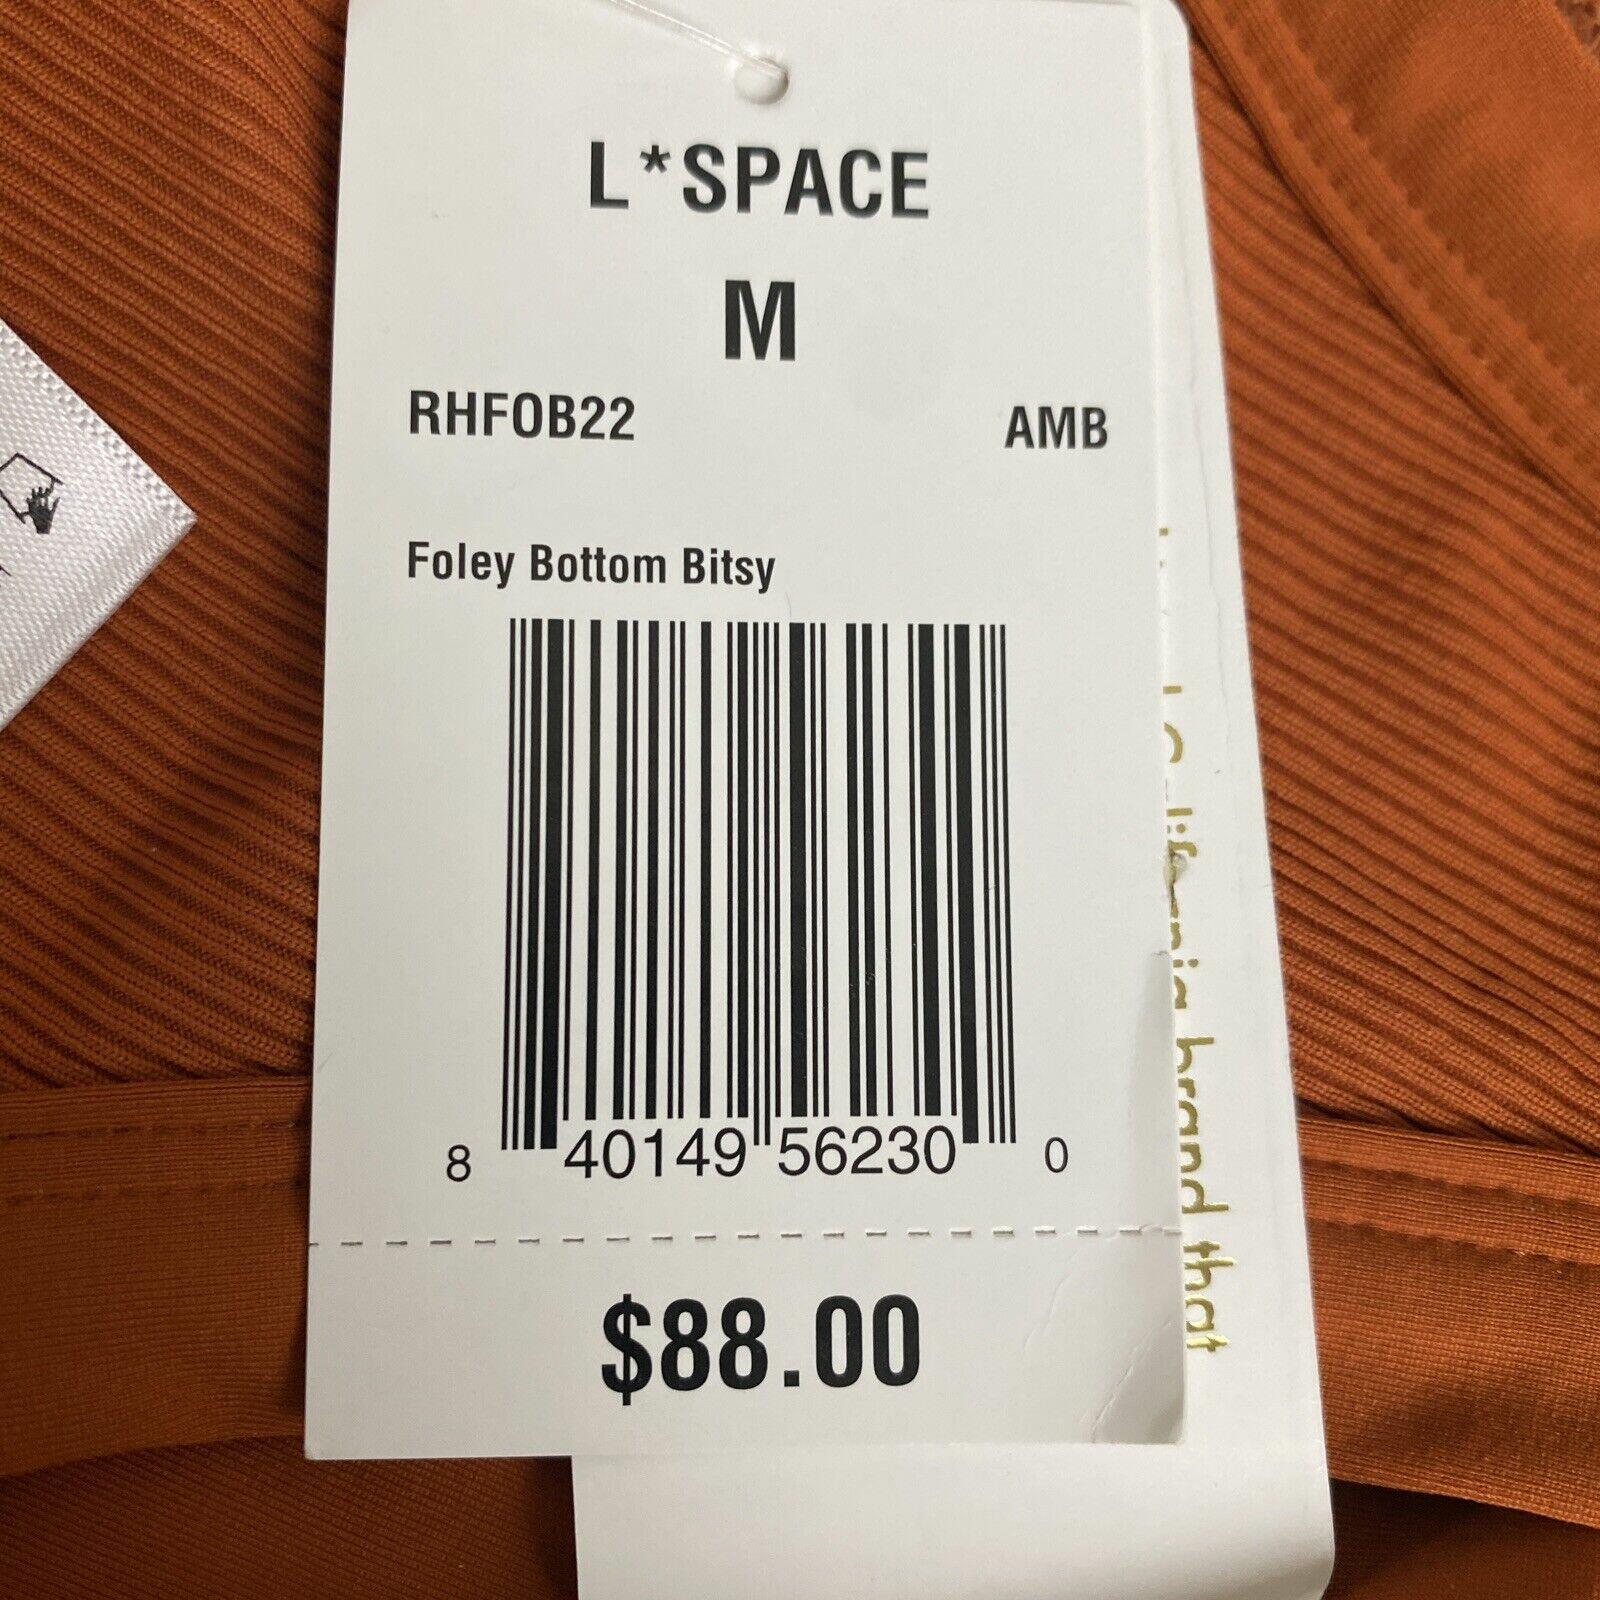 L*SPACE
M
RHFOB22 AMB
Foley Bottom Bitsy
8 40149 56230 0
$88.00
brand that